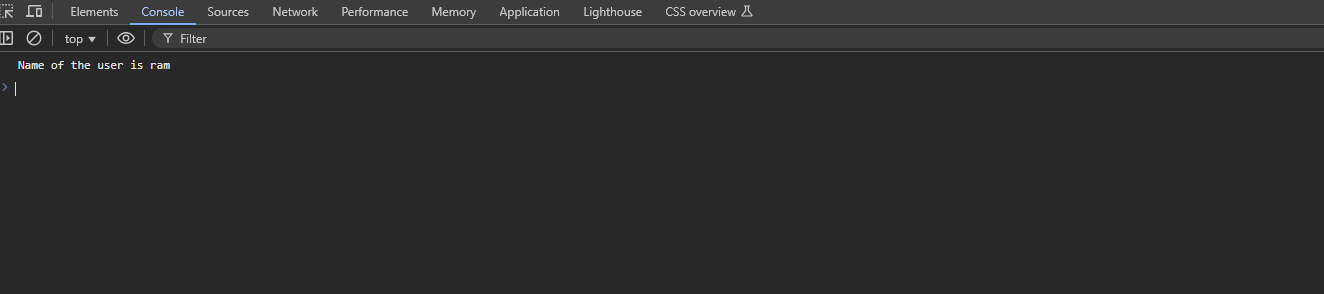 Elements Console Sources Network Performance Memory Application Lighthouse CSS overview
top Filter
Name of the user is ram